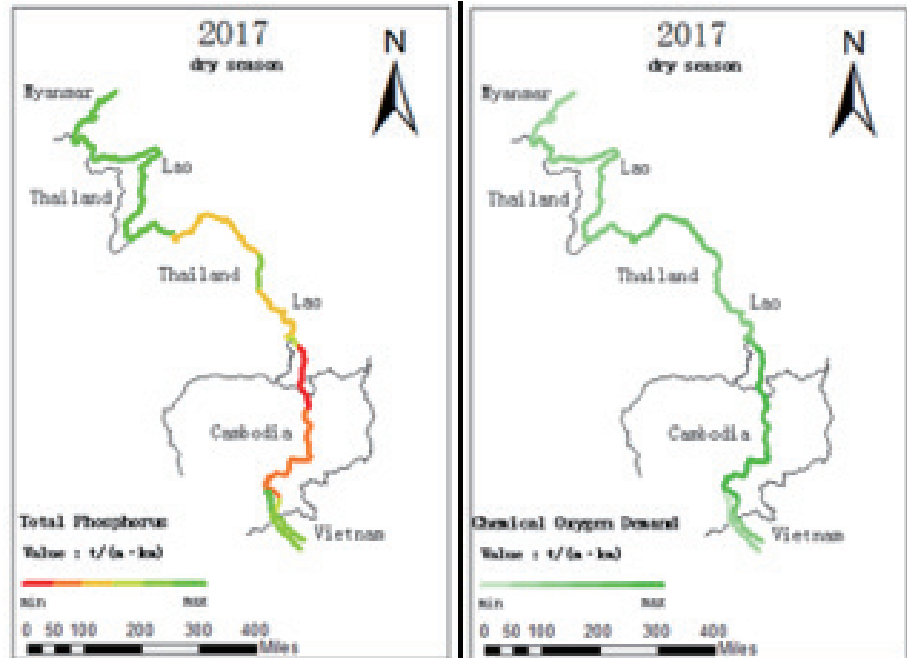 2017
dry season
N
Myanmar
Lao
Thailand
Thailand
Lao
Cambodia
Total Phosphorus
Vietnam
Value : t/(a·km)
min max
0 50 100 200 300 400
Miles
2017
dry season
N
Myanmar
Lao
Thailand
Thailand
Lao
Cambodia
Chemical Oxygen Demand
Vietnam
Value : t/(a·km)
min max
0 50 100 200 300 400
Miles